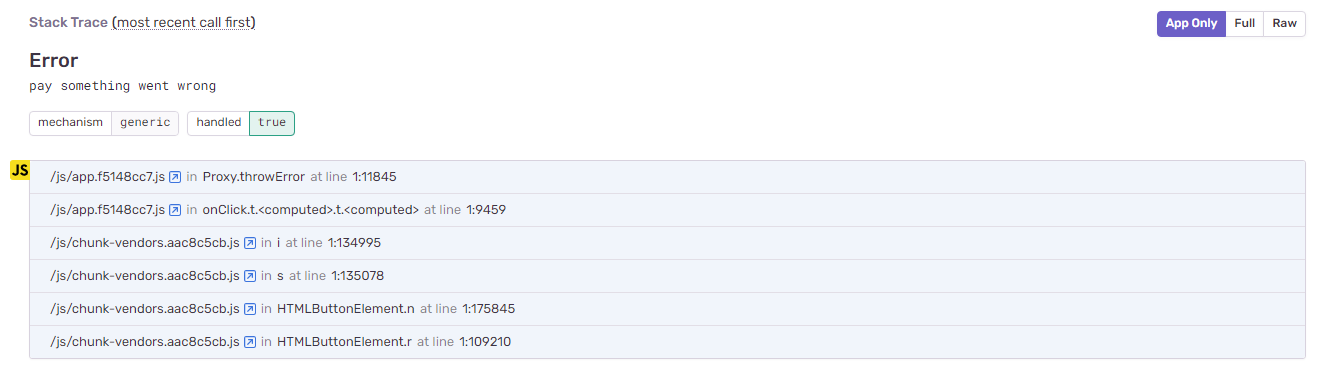 Stack Trace (most recent call first) App Only Full Raw
Error
pay something went wrong
mechanism generic handled true
JS /js/app.f5148cc7.js in Proxy.throwError at line 1:11845
/js/app.f5148cc7.js in onClick.t.<computed>.t.<computed> at line 1:9459
/js/chunk-vendors.aac8c5cb.js in i at line 1:134995
/js/chunk-vendors.aac8c5cb.js in s at line 1:135078
/js/chunk-vendors.aac8c5cb.js in HTMLButtonElement.n at line 1:175845
/js/chunk-vendors.aac8c5cb.js in HTMLButtonElement.r at line 1:109210